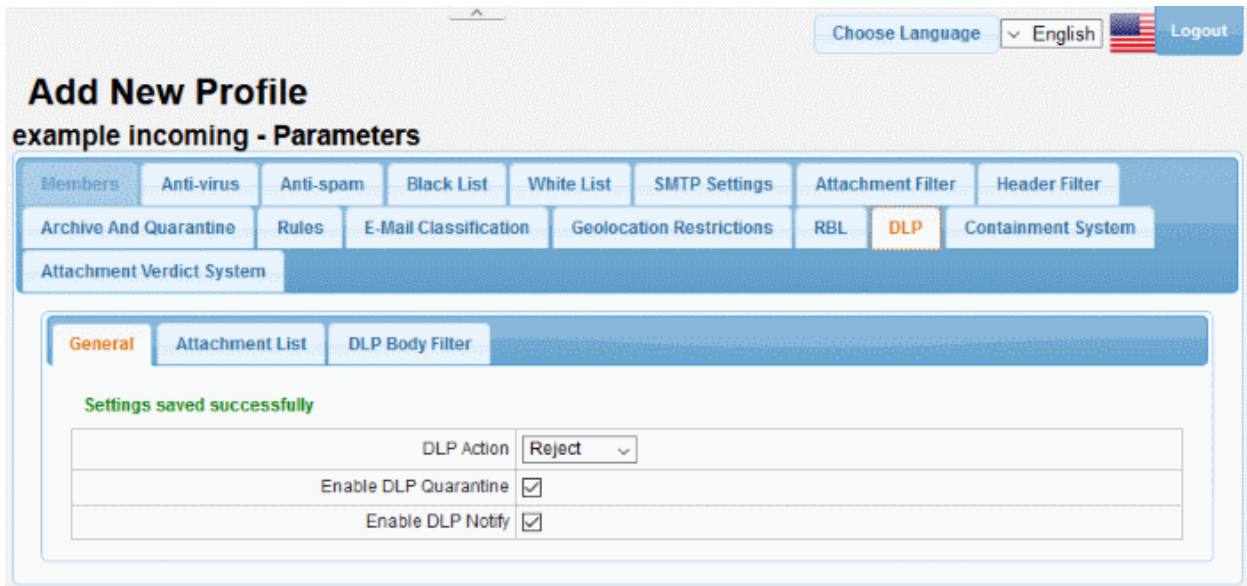 Choose Language English Logout
Add New Profile
example incoming - Parameters
Members Anti-virus Anti-spam Black List White List SMTP Settings Attachment Filter Header Filter
Archive And Quarantine Rules E-Mail Classification Geolocation Restrictions RBL DLP Containment System
Attachment Verdict System
General Attachment List DLP Body Filter
Settings saved successfully
DLP Action Reject
Enable DLP Quarantine
Enable DLP Notify